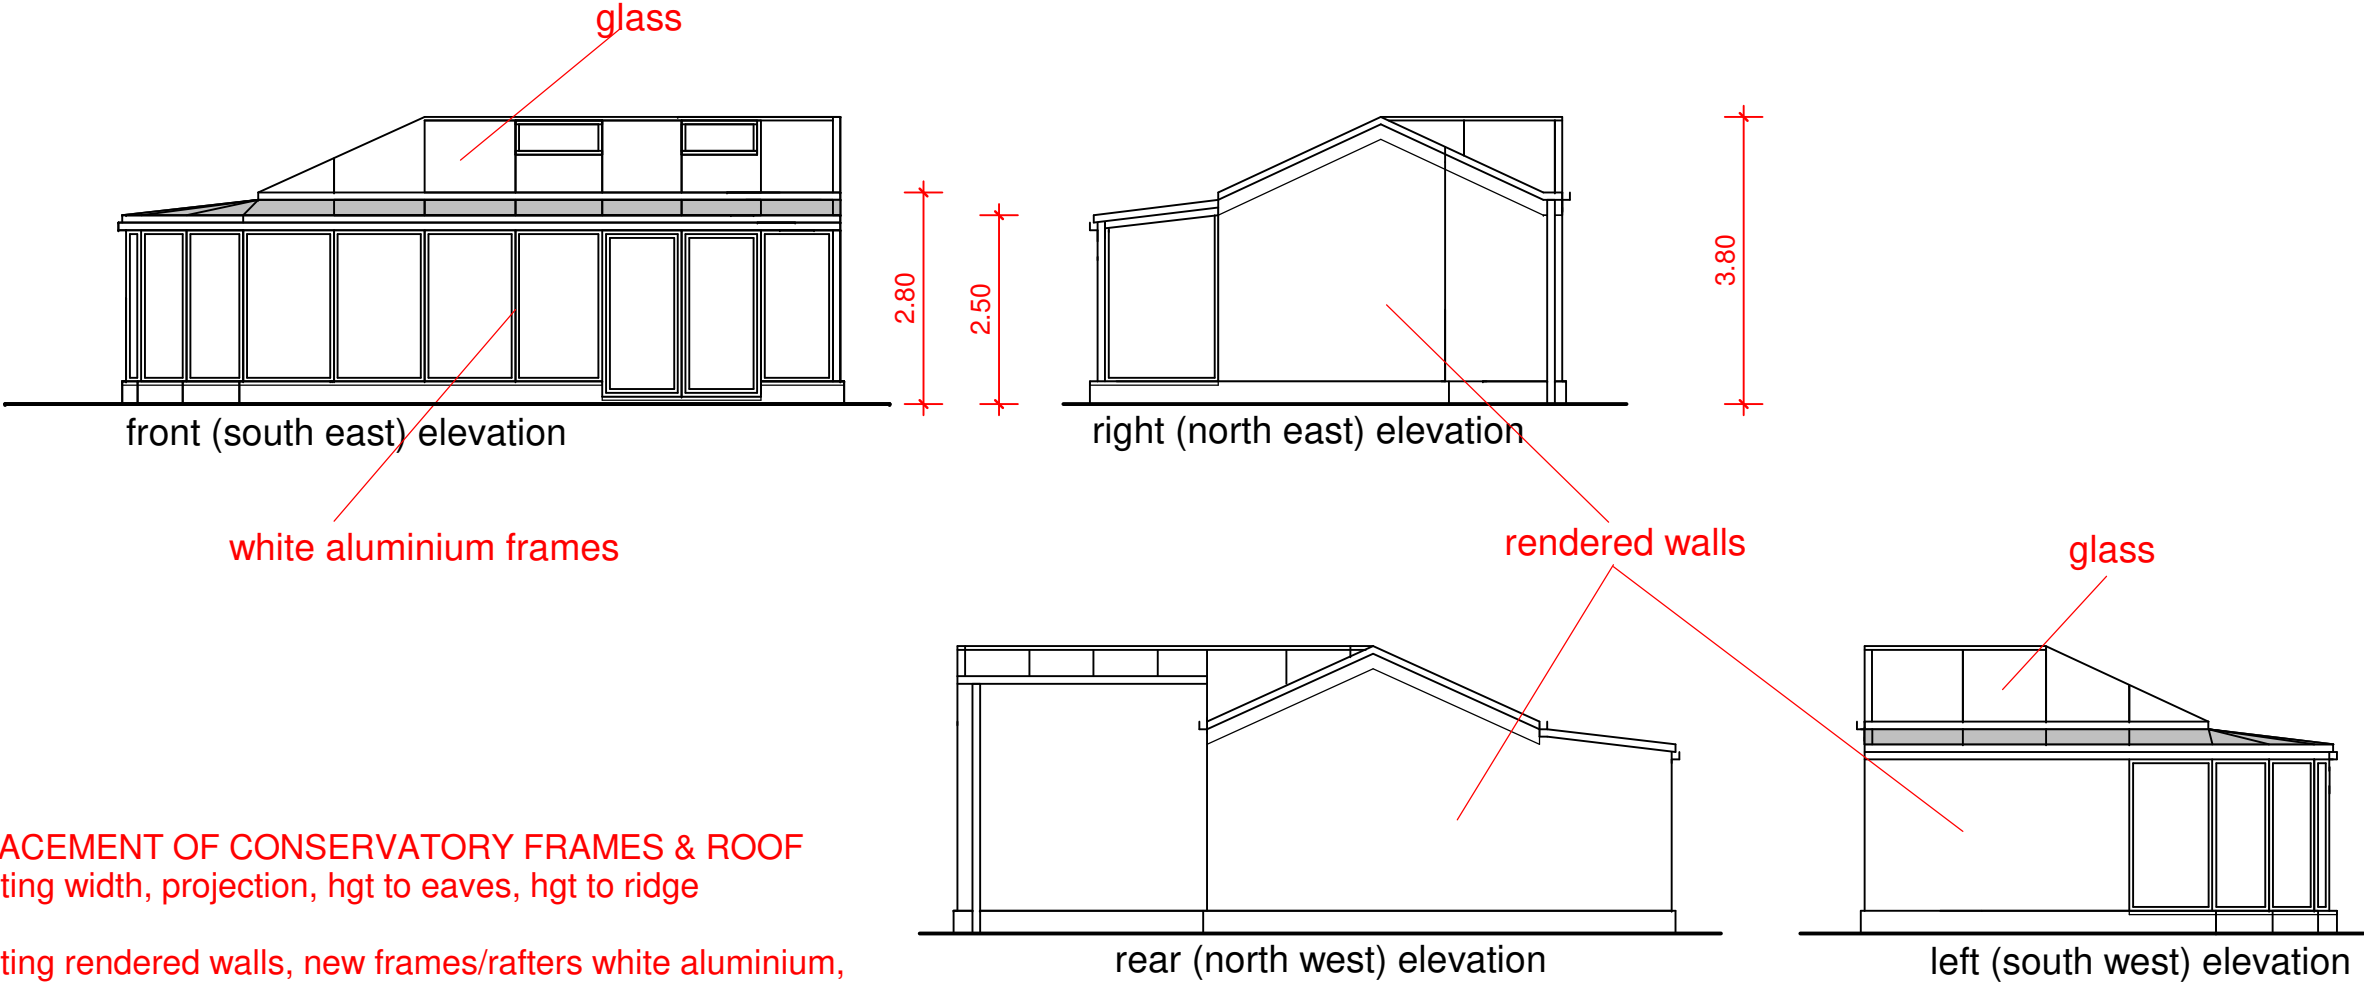 glass
2.80
2.50
3.80
front (south east) elevation
right (north east) elevation
white aluminium frames
rendered walls
glass
ACEMENT OF CONSERVATORY FRAMES & ROOF
ting width, projection, hgt to eaves, hgt to ridge
ting rendered walls, new frames/rafters white aluminium,
rear (north west) elevation
left (south west) elevation